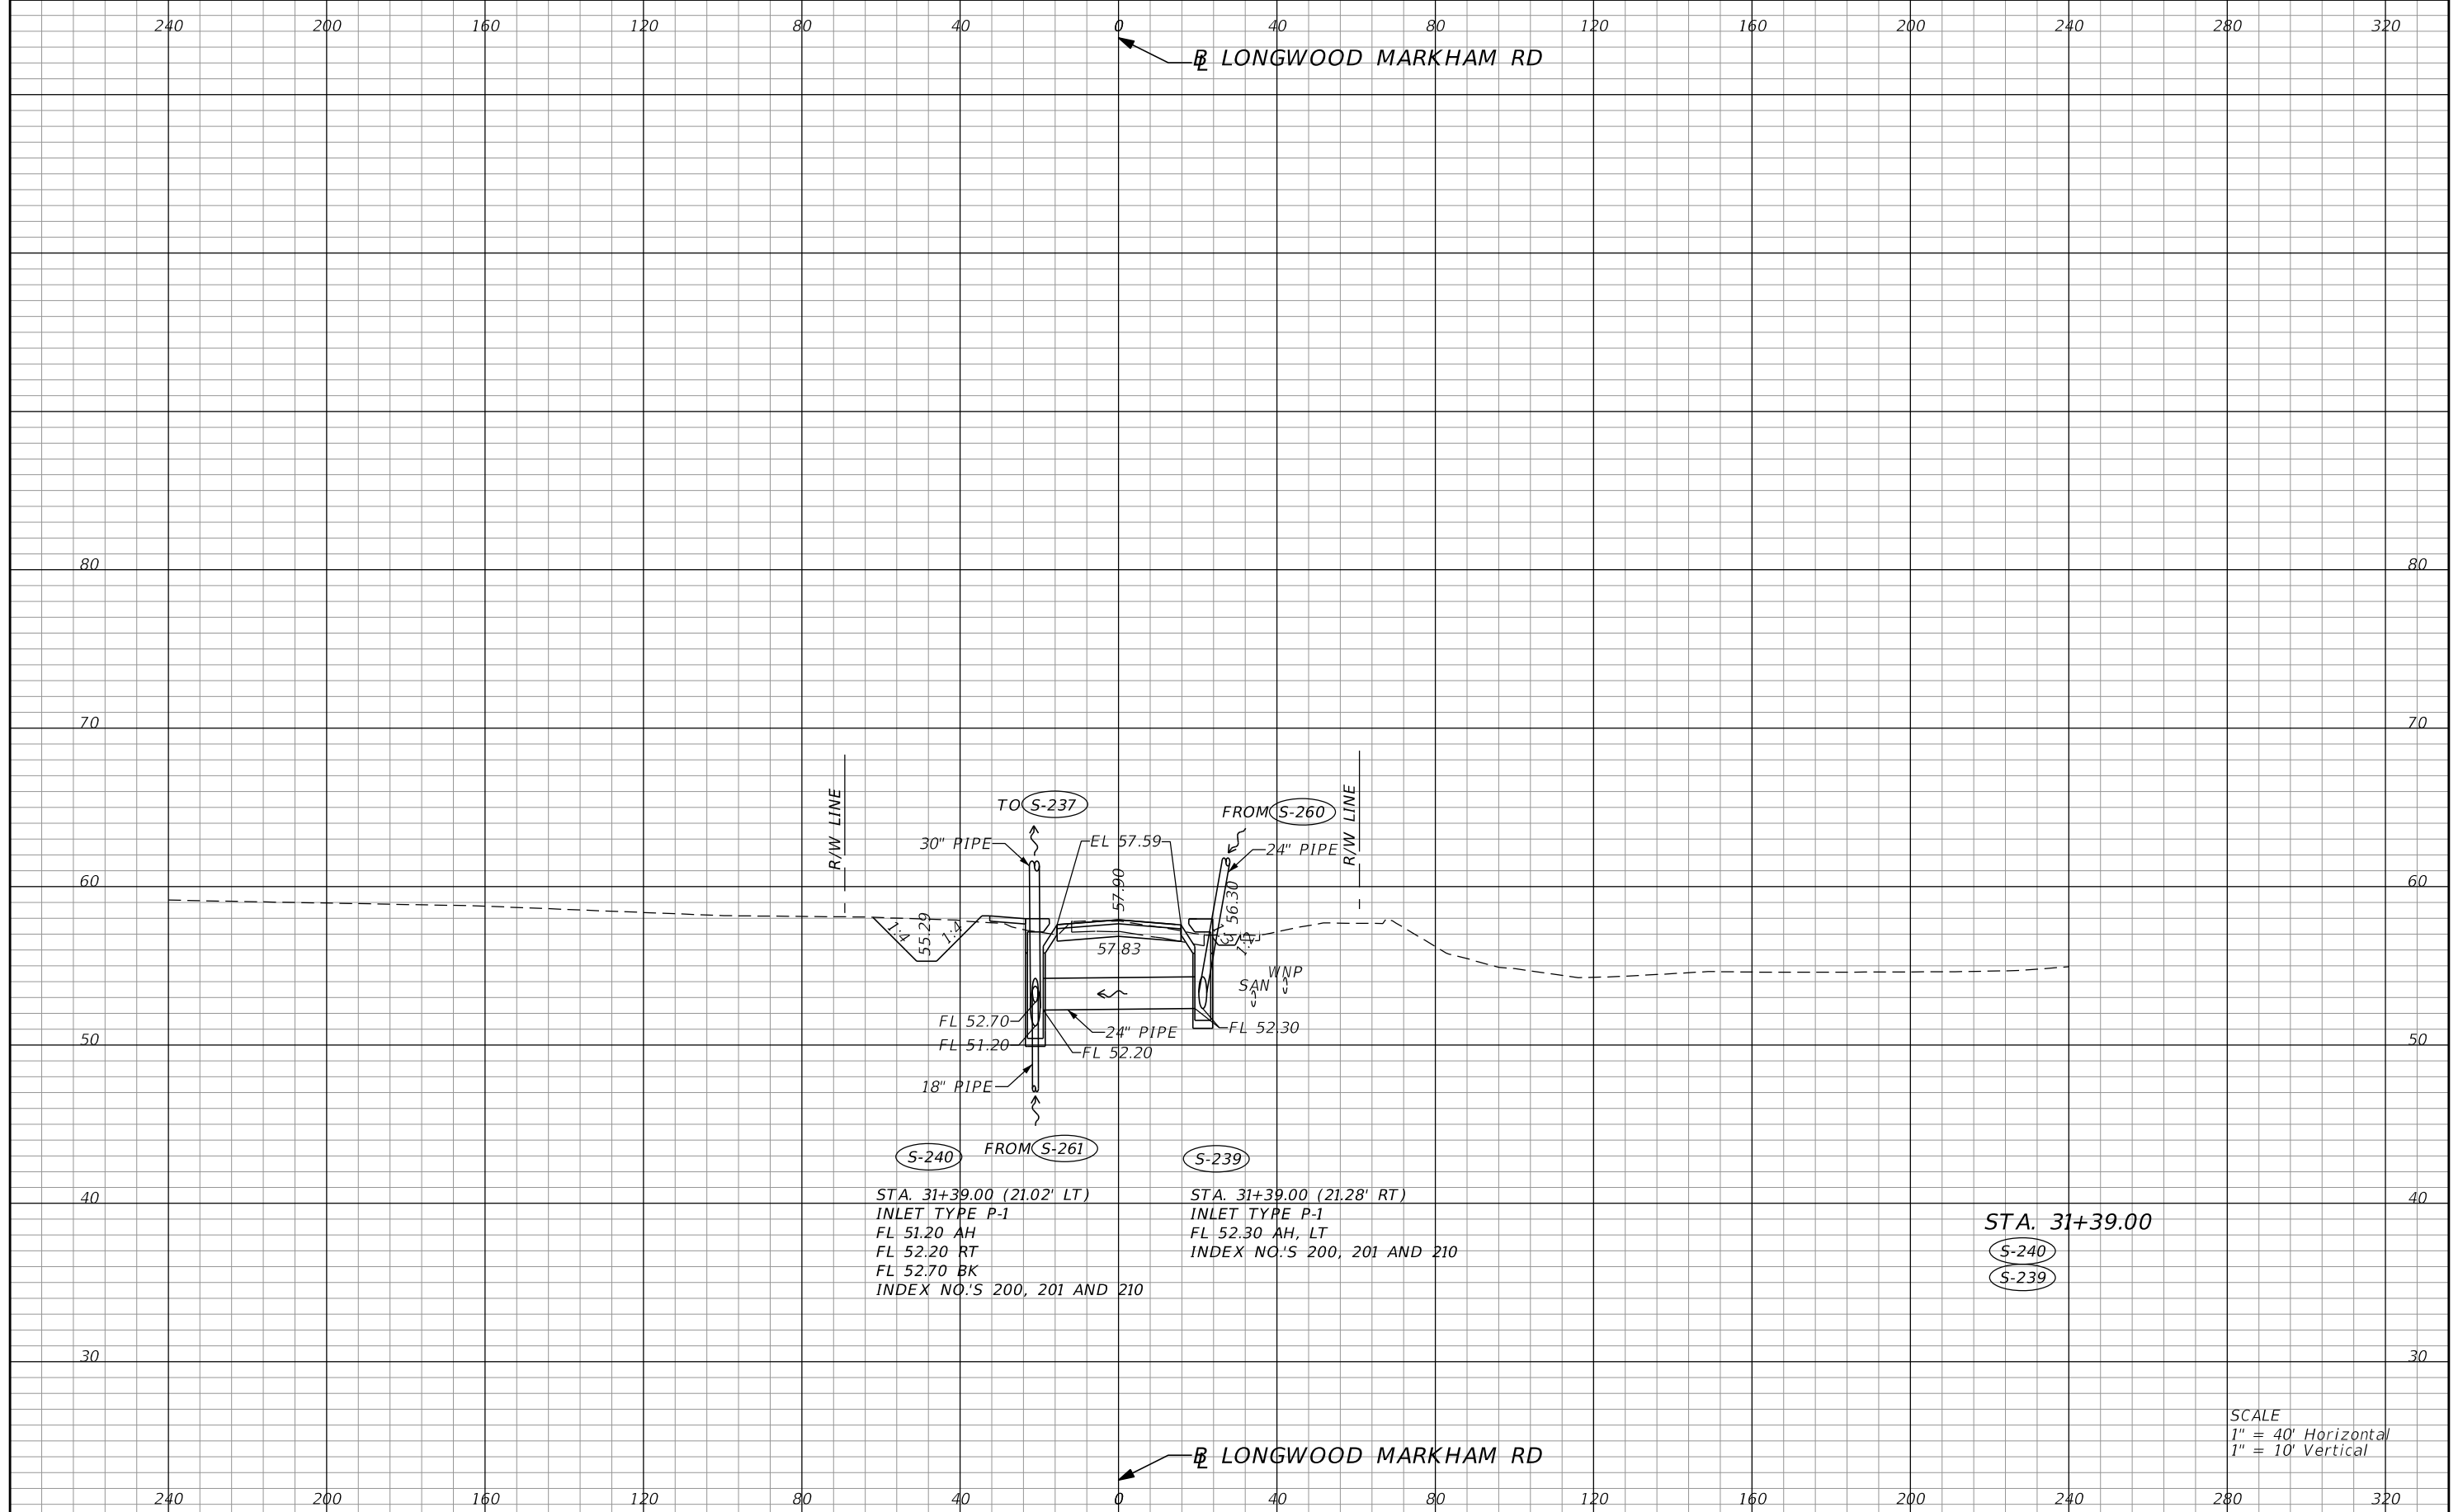 240 200 160 120 80 40 0 40 80 120 160 200 240 280 320
BL LONGWOOD MARKHAM RD
80 80
70 70
R/W LINE
R/W LINE
TO S-237
FROM S-260
30" PIPE
EL 57.59
24" PIPE
60 60
57.90
56.30
55.29
1:4
1:4
1:3
1:2
57.83
WNP
SAN
FL 52.70
24" PIPE
FL 52.30
50 50
FL 51.20
FL 52.20
18" PIPE
FROM S-261
S-240
S-239
40 40
STA. 31+39.00 (21.02' LT)
INLET TYPE P-1
FL 51.20 AH
FL 52.20 RT
FL 52.70 BK
INDEX NO.'S 200, 201 AND 210
STA. 31+39.00 (21.28' RT)
INLET TYPE P-1
FL 52.30 AH, LT
INDEX NO.'S 200, 201 AND 210
STA. 31+39.00
S-240
S-239
30 30
SCALE
1" = 40' Horizontal
1" = 10' Vertical
BL LONGWOOD MARKHAM RD
240 200 160 120 80 40 0 40 80 120 160 200 240 280 320